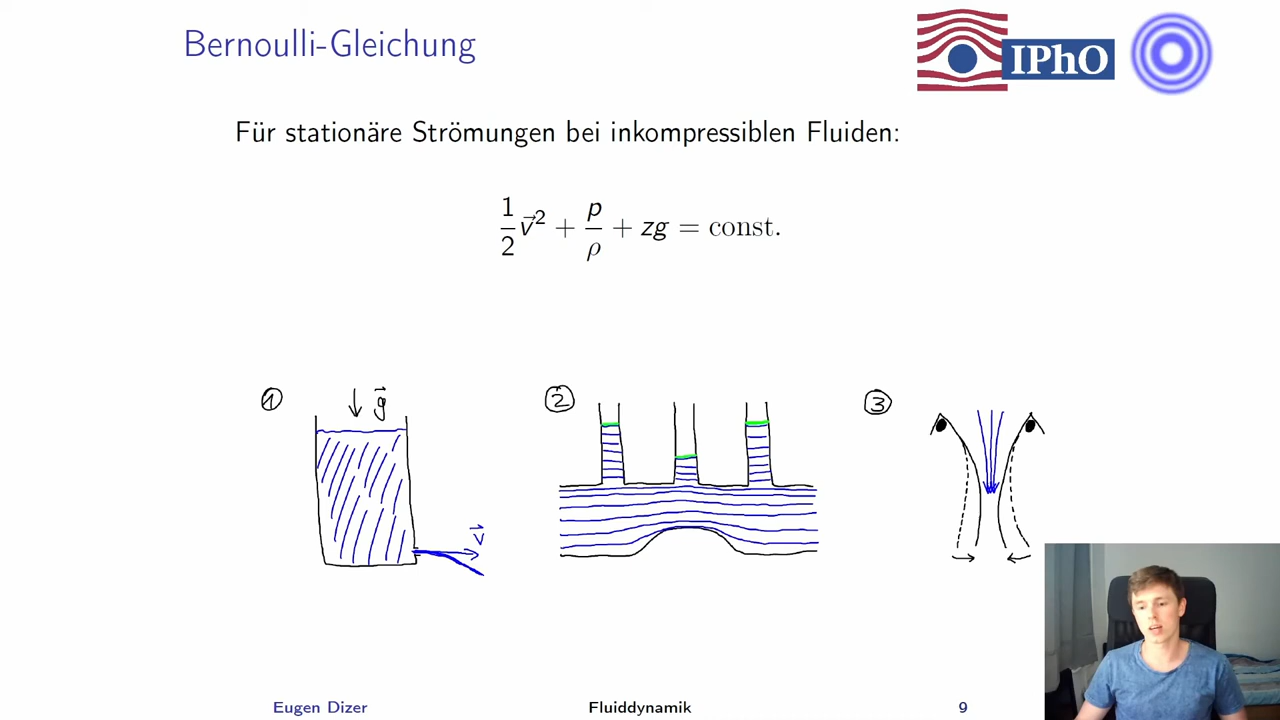 Bernoulli-Gleichung
IPhO
Für stationäre Strömungen bei inkompressiblen Fluiden:
1/2 v⃗² + p/ρ + zg = const.
① g⃗ ② ③
v⃗
Eugen Dizer Fluiddynamik 9